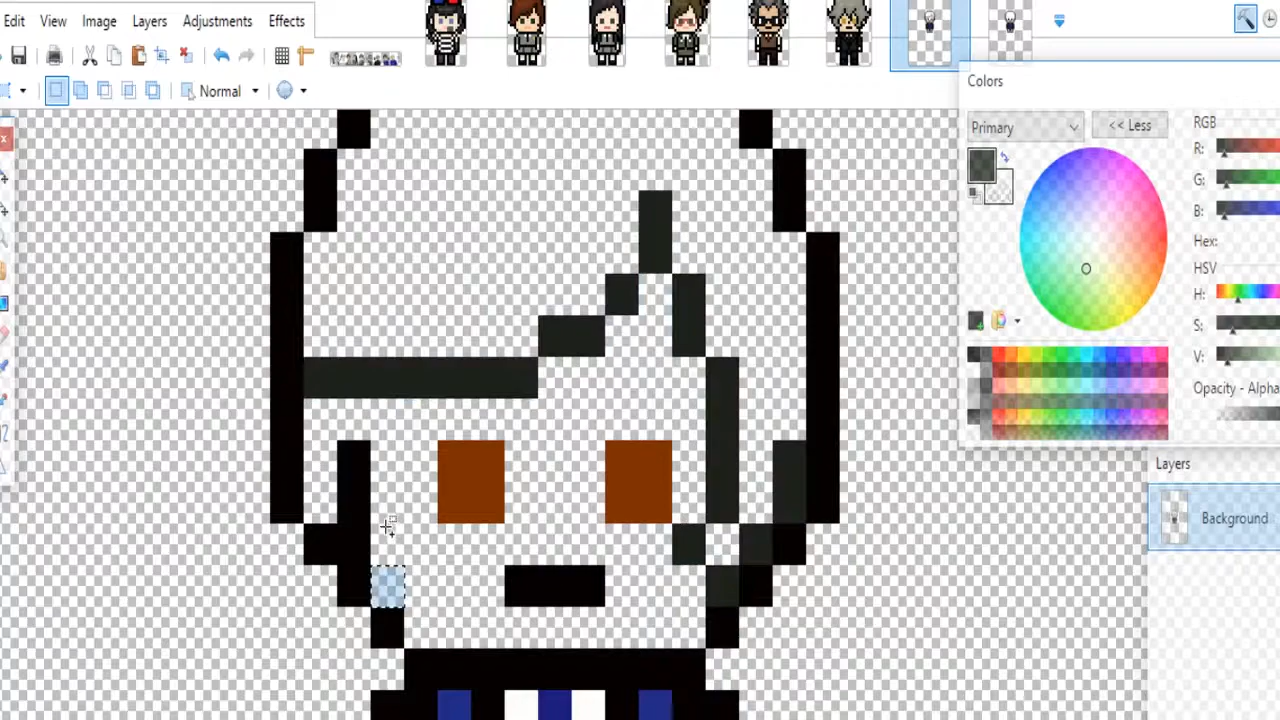 Edit View Image Layers Adjustments Effects
Normal
Colors
Primary
<< Less
RGB
R:
G:
B:
Hex:
HSV
H:
S:
V:
Opacity - Alpha
Layers
Background